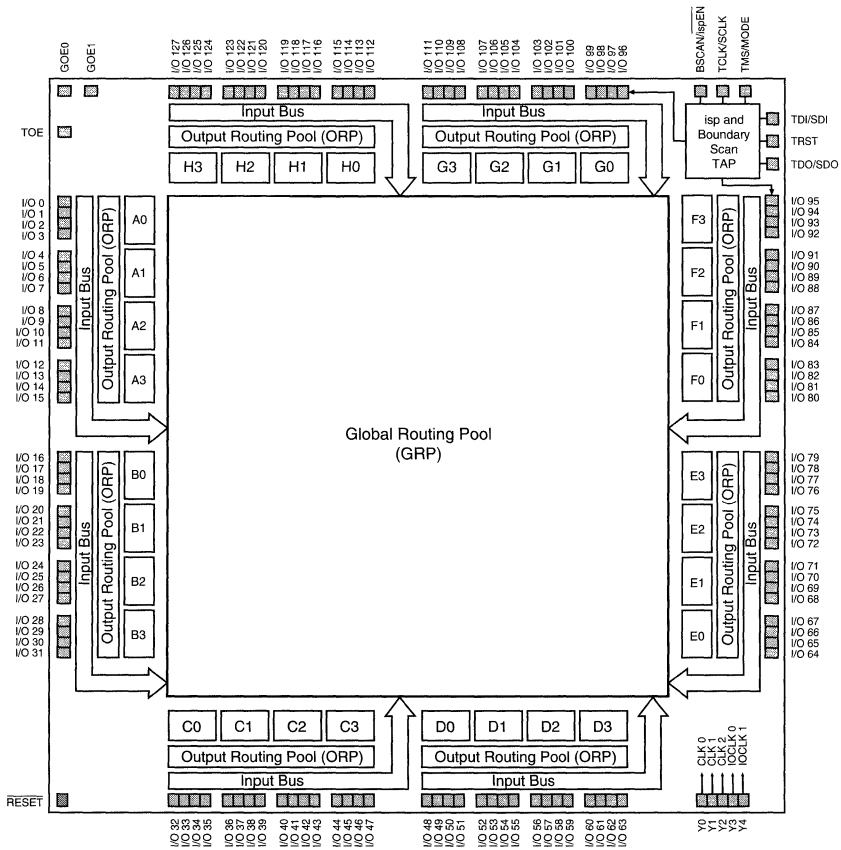 GOE0
GOE1
I/O 127
I/O 126
I/O 125
I/O 124
I/O 123
I/O 122
I/O 121
I/O 120
I/O 119
I/O 118
I/O 117
I/O 116
I/O 115
I/O 114
I/O 113
I/O 112
I/O 111
I/O 110
I/O 109
I/O 108
I/O 107
I/O 106
I/O 105
I/O 104
I/O 103
I/O 102
I/O 101
I/O 100
I/O 99
I/O 98
I/O 97
I/O 96
BSCAN/ispEN
TCLK/SCLK
TMS/MODE
TOE
Input Bus
Output Routing Pool (ORP)
H3
H2
H1
H0
Input Bus
Output Routing Pool (ORP)
G3
G2
G1
G0
isp and
Boundary
Scan
TAP
TDI/SDI
TRST
TDO/SDO
I/O 0
I/O 1
I/O 2
I/O 3
I/O 4
I/O 5
I/O 6
I/O 7
I/O 8
I/O 9
I/O 10
I/O 11
I/O 12
I/O 13
I/O 14
I/O 15
Input Bus
Output Routing Pool (ORP)
A0
A1
A2
A3
I/O 16
I/O 17
I/O 18
I/O 19
I/O 20
I/O 21
I/O 22
I/O 23
I/O 24
I/O 25
I/O 26
I/O 27
I/O 28
I/O 29
I/O 30
I/O 31
Input Bus
Output Routing Pool (ORP)
B0
B1
B2
B3
Global Routing Pool
(GRP)
F3
F2
F1
F0
Output Routing Pool (ORP)
Input Bus
I/O 95
I/O 94
I/O 93
I/O 92
I/O 91
I/O 90
I/O 89
I/O 88
I/O 87
I/O 86
I/O 85
I/O 84
I/O 83
I/O 82
I/O 81
I/O 80
E3
E2
E1
E0
Output Routing Pool (ORP)
Input Bus
I/O 79
I/O 78
I/O 77
I/O 76
I/O 75
I/O 74
I/O 73
I/O 72
I/O 71
I/O 70
I/O 69
I/O 68
I/O 67
I/O 66
I/O 65
I/O 64
C0
C1
C2
C3
Output Routing Pool (ORP)
Input Bus
D0
D1
D2
D3
Output Routing Pool (ORP)
Input Bus
CLK 0
CLK 1
CLK 2
IOCLK 0
IOCLK 1
RESET
I/O 32
I/O 33
I/O 34
I/O 35
I/O 36
I/O 37
I/O 38
I/O 39
I/O 40
I/O 41
I/O 42
I/O 43
I/O 44
I/O 45
I/O 46
I/O 47
I/O 48
I/O 49
I/O 50
I/O 51
I/O 52
I/O 53
I/O 54
I/O 55
I/O 56
I/O 57
I/O 58
I/O 59
I/O 60
I/O 61
I/O 62
I/O 63
Y0
Y1
Y2
Y3
Y4